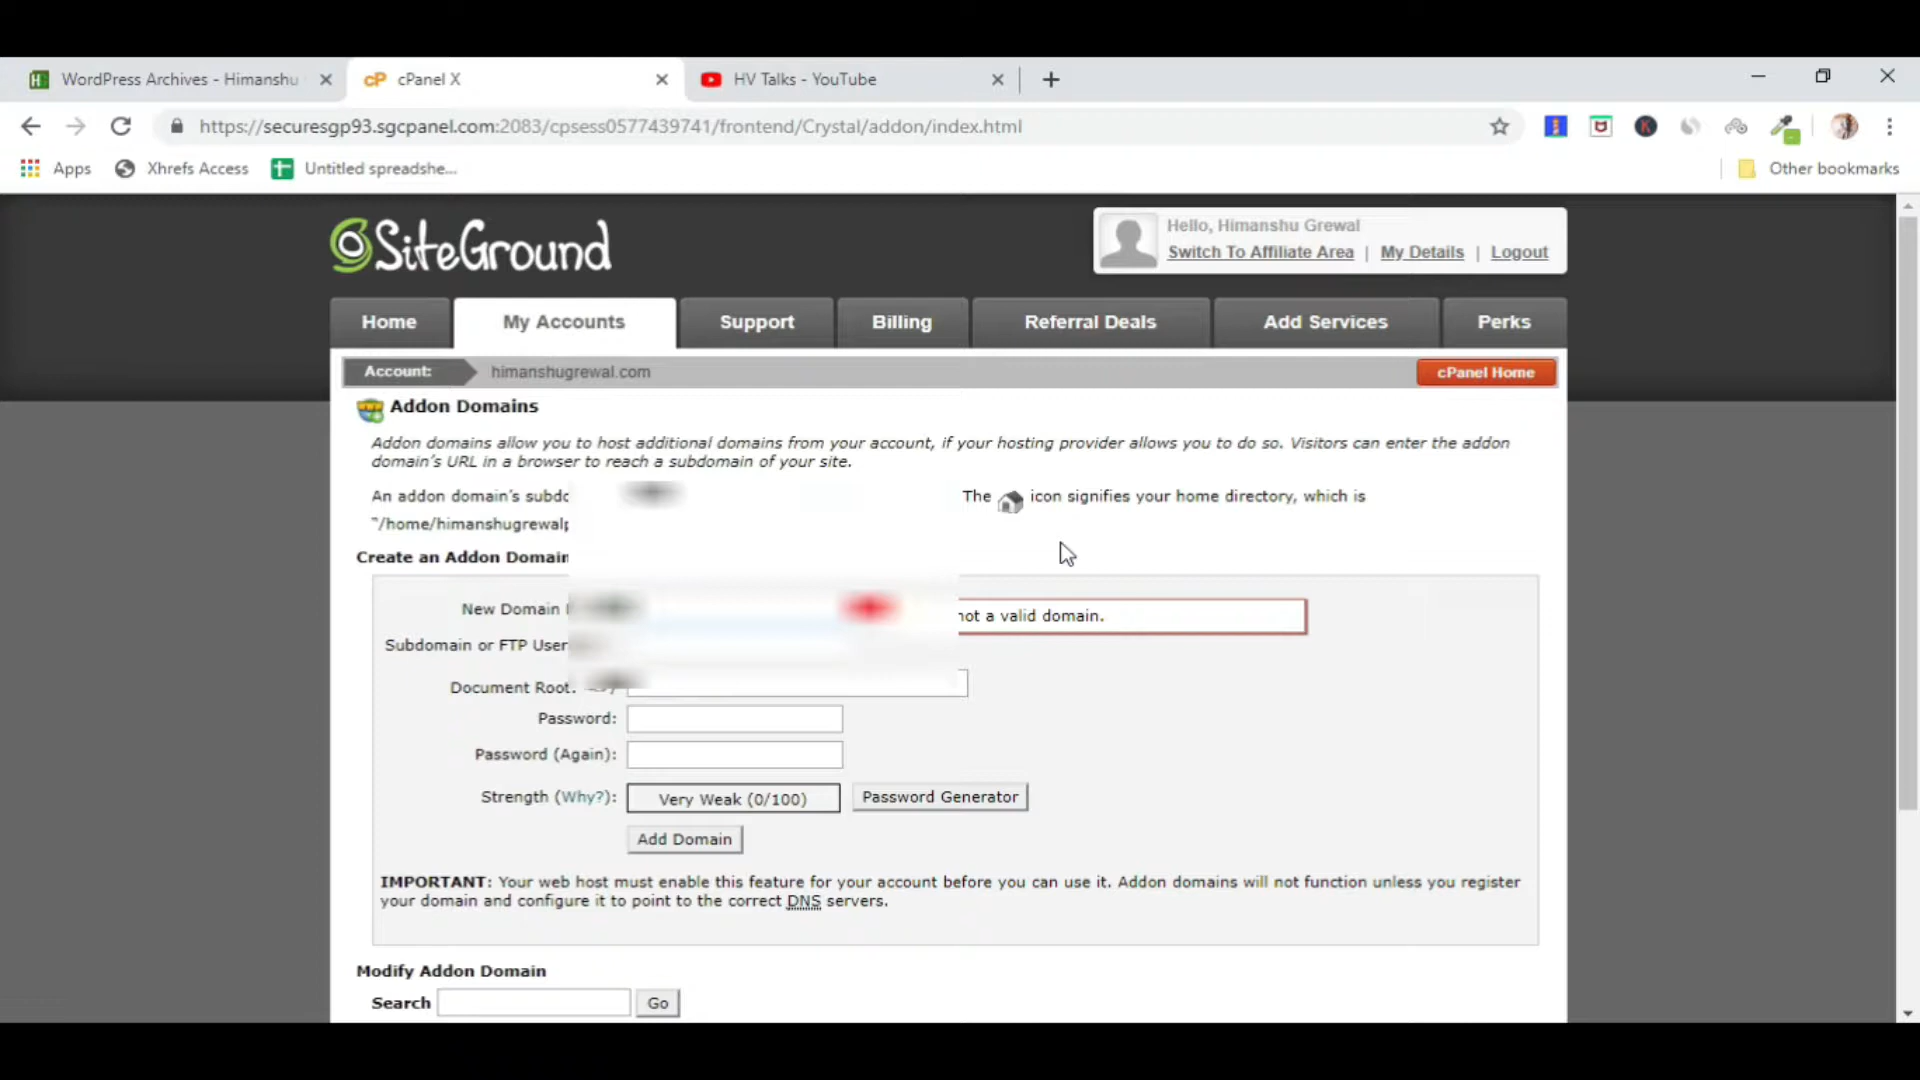 WordPress Archives - Himanshu
cPanel X
HV Talks - YouTube
https://securesgp93.sgcpanel.com:2083/cpsess0577439741/frontend/Crystal/addon/index.html
Apps
Xhrefs Access
Untitled spreadshe...
Other bookmarks
SiteGround
Hello, Himanshu Grewal
Switch To Affiliate Area | My Details | Logout
Home
My Accounts
Support
Billing
Referral Deals
Add Services
Perks
Account:
himanshugrewal.com
cPanel Home
Addon Domains
Addon domains allow you to host additional domains from your account, if your hosting provider allows you to do so. Visitors can enter the addon
domain's URL in a browser to reach a subdomain of your site.
An addon domain's The icon signifies your home directory, which is
Create an Addon Domain
New Domain not a valid domain.
Subdomain or FTP User
Document Root:
Password:
Password (Again):
Strength (Why?):
Very Weak (0/100)
Password Generator
Add Domain
IMPORTANT: Your web host must enable this feature for your account before you can use it. Addon domains will not function unless you register
your domain and configure it to point to the correct DNS servers.
Modify Addon Domain
Search
Go